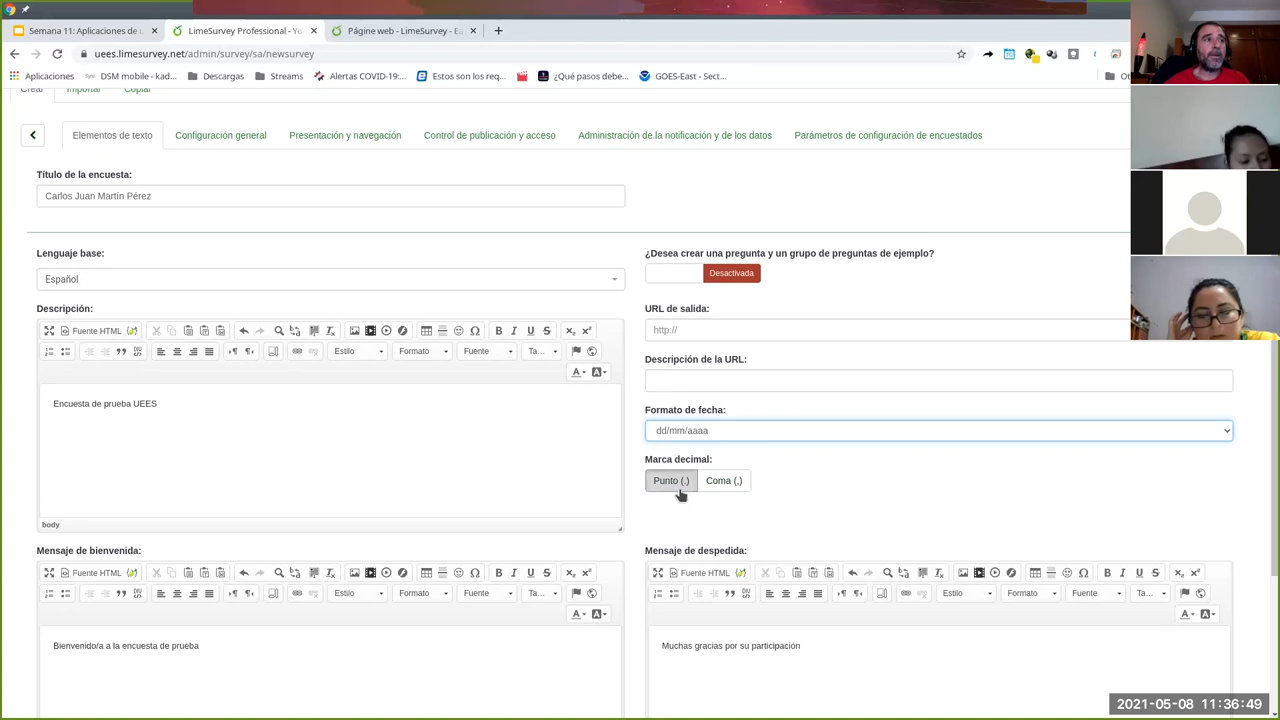 Semana 11: Aplicaciones de u
LimeSurvey Professional - Yo
Página web - LimeSurvey - Ea
uees.limesurvey.net/admin/survey/sa/newsurvey
Aplicaciones
DSM mobile - kad...
Descargas
Streams
Alertas COVID-19:...
Estos son los req...
¿Qué pasos debe...
GOES-East - Sect...
Crear
Importar
Copiar
Elementos de texto
Configuración general
Presentación y navegación
Control de publicación y acceso
Administración de la notificación y de los datos
Parámetros de configuración de encuestados
Título de la encuesta:
Carlos Juan Martín Pérez
Lenguaje base:
Español
¿Desea crear una pregunta y un grupo de preguntas de ejemplo?
Desactivada
Descripción:
Fuente HTML
Estilo
Formato
Fuente
Ta...
Encuesta de prueba UEES
body
URL de salida:
http://
Descripción de la URL:
Formato de fecha:
dd/mm/aaaa
Marca decimal:
Punto (.)
Coma (,)
Mensaje de bienvenida:
Fuente HTML
Estilo
Formato
Fuente
Ta...
Bienvenido/a a la encuesta de prueba
Mensaje de despedida:
Fuente HTML
Estilo
Formato
Fuente
Ta...
Muchas gracias por su participación
2021-05-08 11:36:49